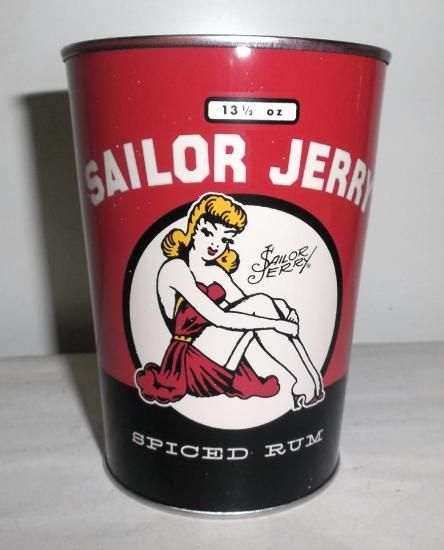 13 ½ oz
SAILOR JERRY
SAILOR
JERRY®
SPICED RUM